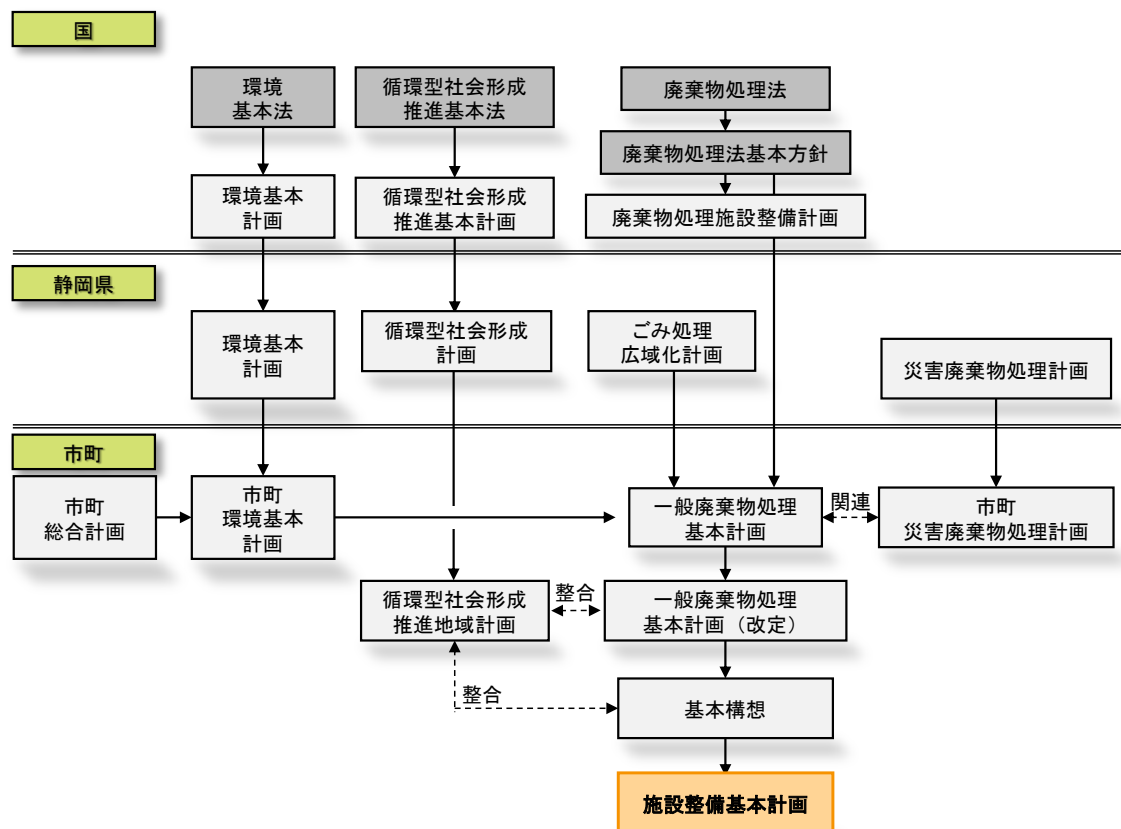 国
環境
基本法
循環型社会形成
推進基本法
廃棄物処理法
廃棄物処理法基本方針
環境基本
計画
循環型社会形成
推進基本計画
廃棄物処理施設整備計画
静岡県
環境基本
計画
循環型社会形成
計画
ごみ処理
広域化計画
災害廃棄物処理計画
市町
市町
総合計画
市町
環境基本
計画
一般廃棄物処理
基本計画
関連
市町
災害廃棄物処理計画
循環型社会形成
推進地域計画
整合
一般廃棄物処理
基本計画（改定）
整合
基本構想
施設整備基本計画